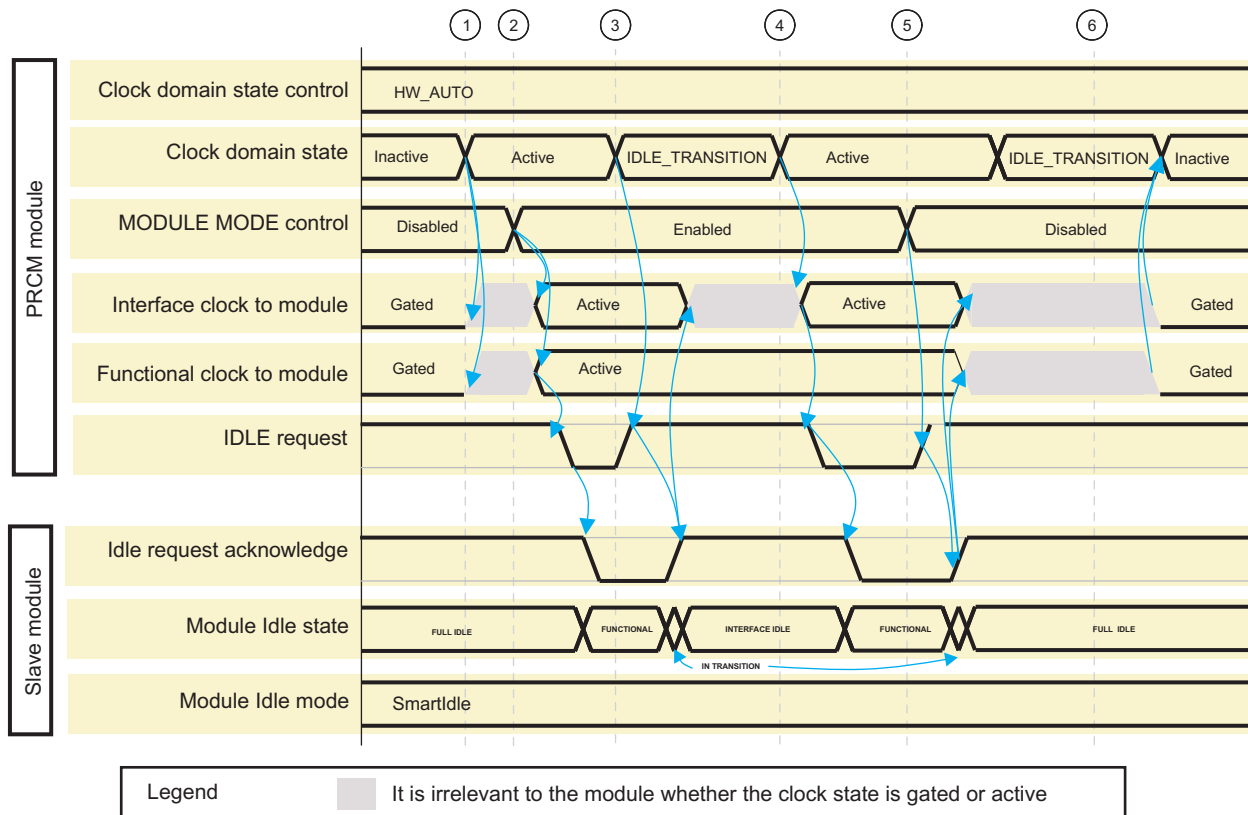 1 2 3 4 5 6
PRCM module
Clock domain state control
HW_AUTO
Clock domain state
Inactive Active IDLE_TRANSITION Active IDLE_TRANSITION Inactive
MODULE MODE control
Disabled Enabled Disabled
Interface clock to module
Gated Active Active Gated
Functional clock to module
Gated Active Gated
IDLE request
Slave module
Idle request acknowledge
Module Idle state
FULL IDLE FUNCTIONAL INTERFACE IDLE FUNCTIONAL FULL IDLE
IN TRANSITION
Module Idle mode
SmartIdle
Legend
It is irrelevant to the module whether the clock state is gated or active